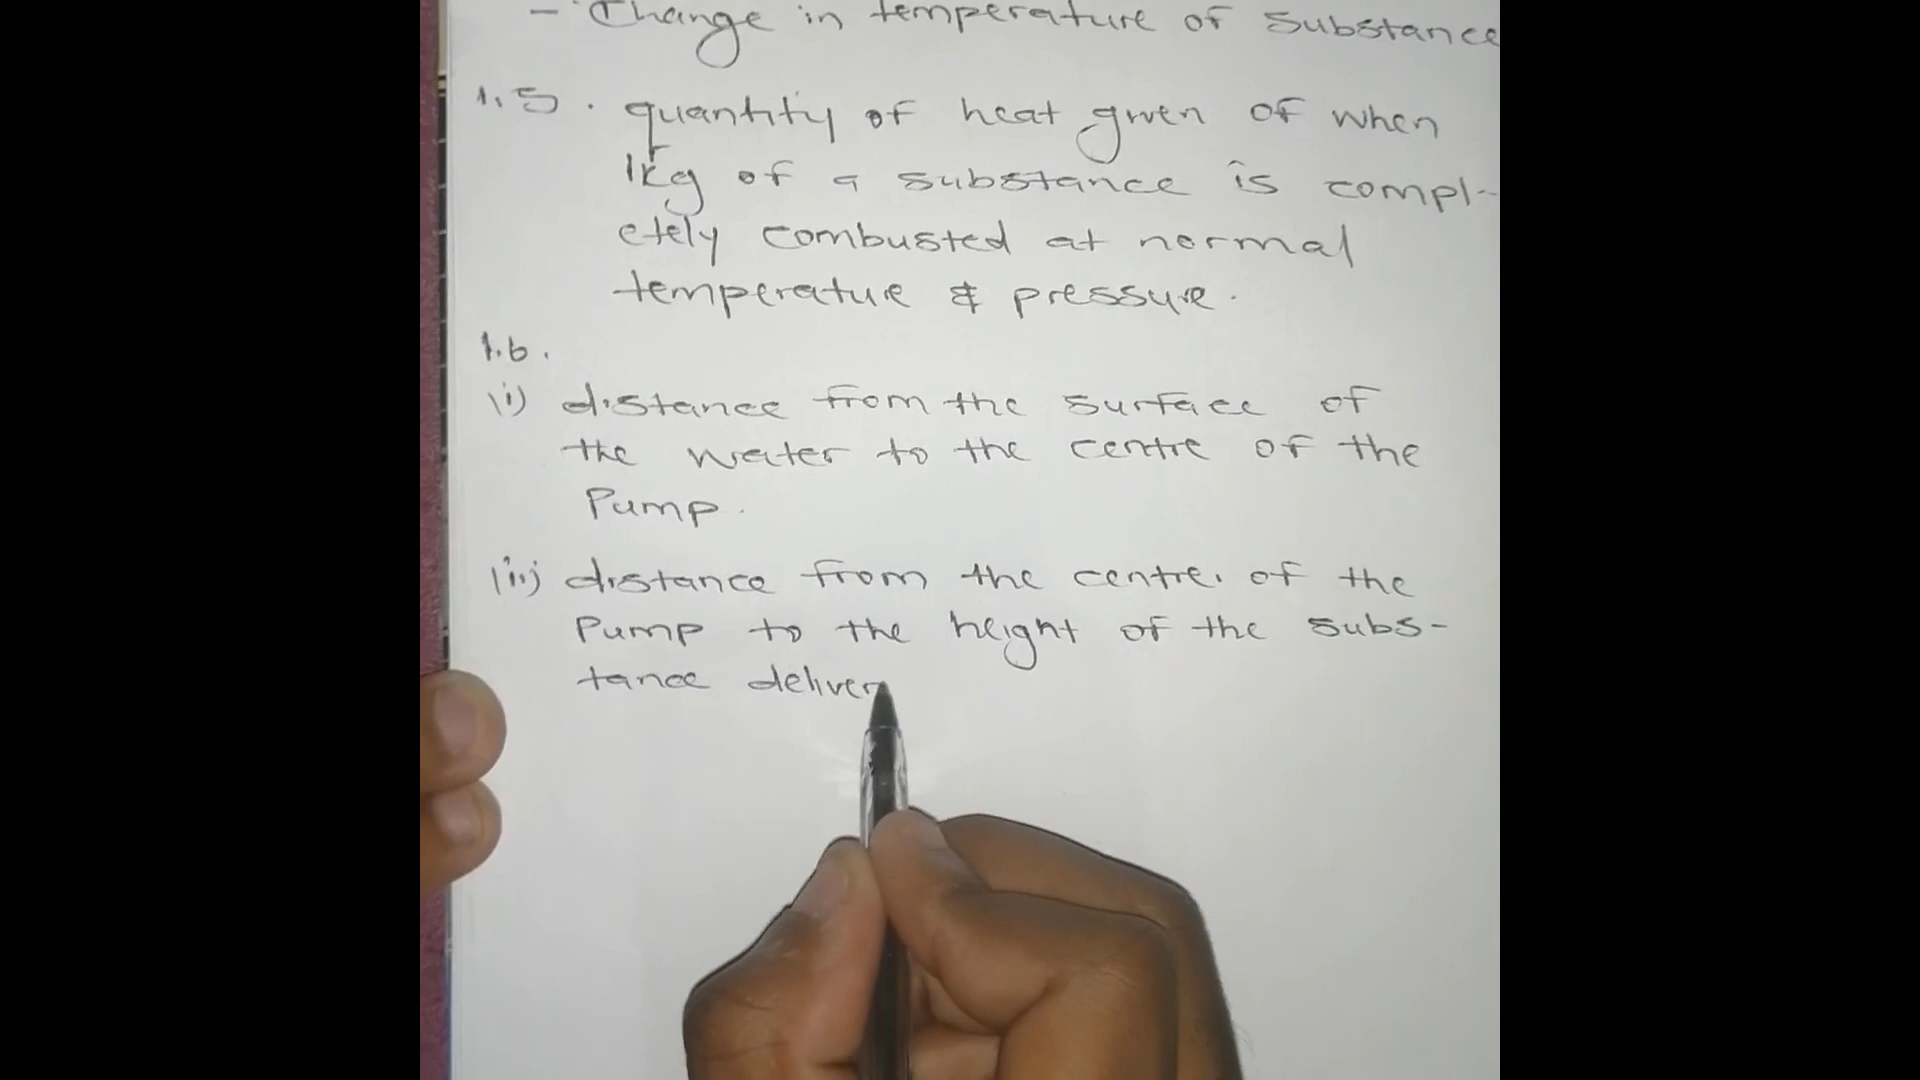 - Change in temperature of substance
1.5. quantity of heat given of when
1kg of a substance is compl-
etely combusted at normal
temperature & pressure.
1.6.
(i) distance from the surface of
the water to the centre of the
Pump.
(ii) distance from the centre. of the
Pump to the height of the subs-
tance deliver